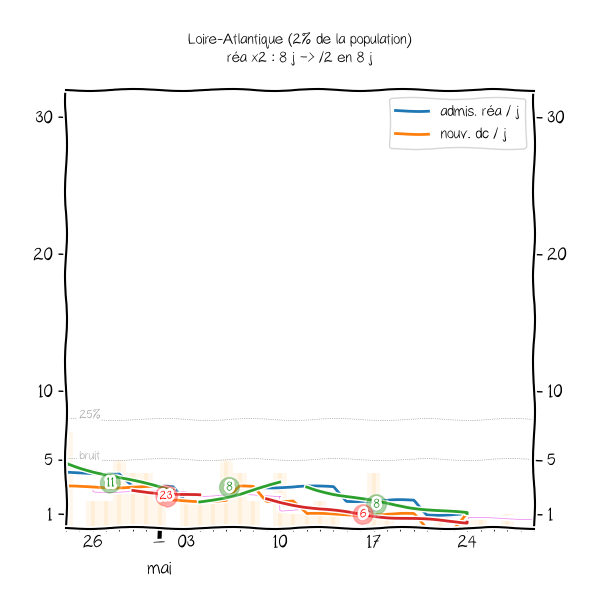 Loire-Atlantique (2% de la population)
réa x2 : 8 j -> /2 en 8 j
admis. réa / j
nouv. dc / j
30 30
20 20
10 10
25%
bruit
5 5
11 23 8 8 6
1 1
26 03 10 17 24
mai